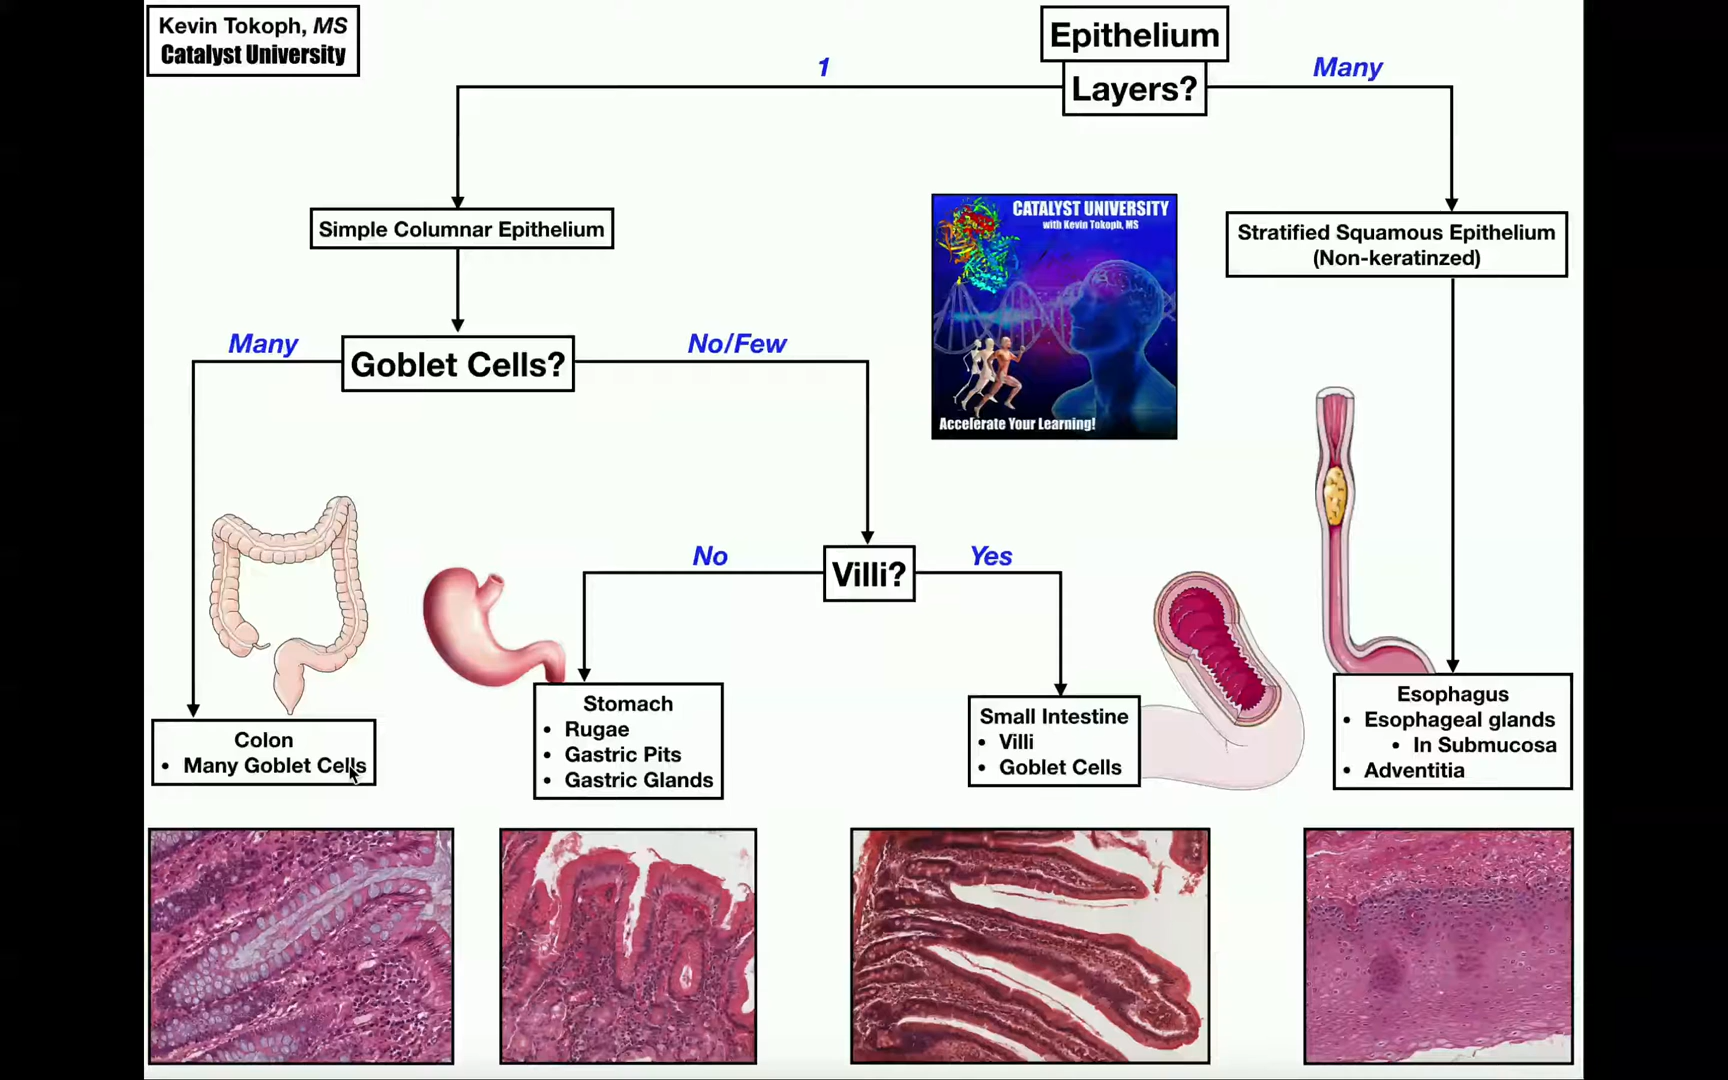 Kevin Tokoph, MS
Catalyst University
Epithelium
Layers?
1
Many
Simple Columnar Epithelium
Stratified Squamous Epithelium
(Non-keratinzed)
CATALYST UNIVERSITY
with Kevin Tokoph, MS
Accelerate Your Learning!
Goblet Cells?
Many
No/Few
Villi?
No
Yes
Colon
• Many Goblet Cells
Stomach
• Rugae
• Gastric Pits
• Gastric Glands
Small Intestine
• Villi
• Goblet Cells
Esophagus
• Esophageal glands
• In Submucosa
• Adventitia